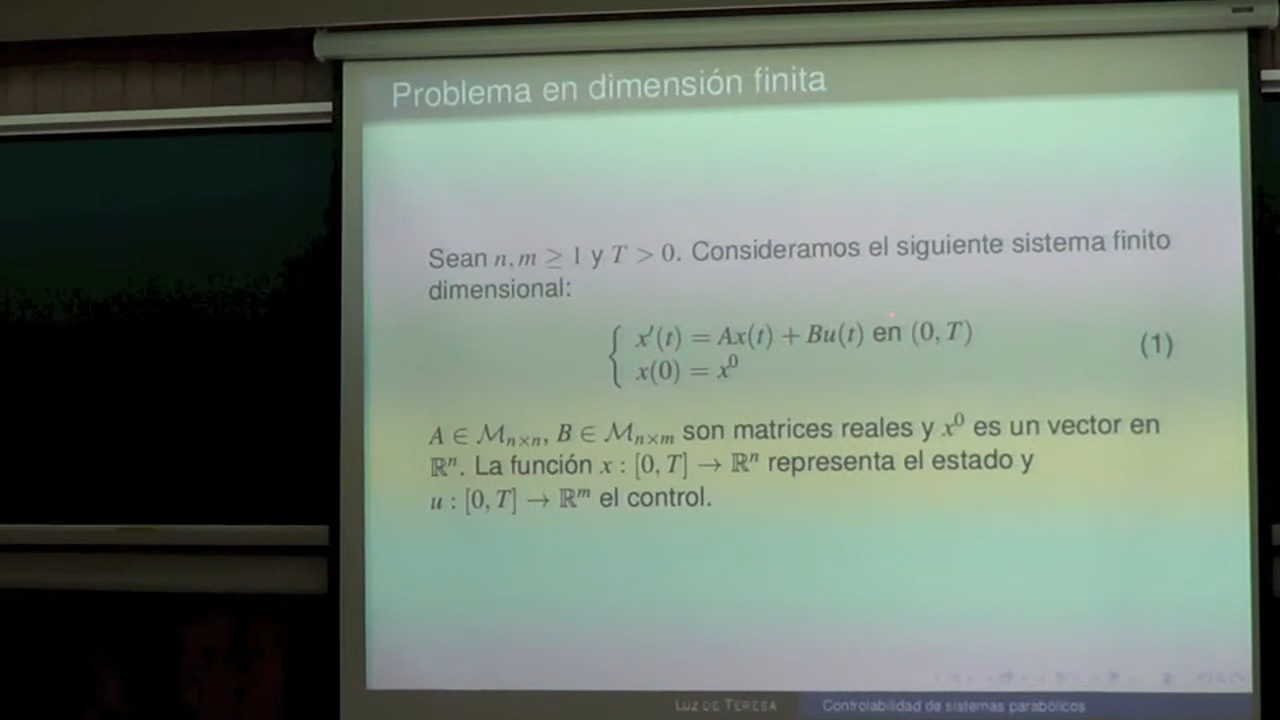 Problema en dimensión finita
Sean n, m ≥ 1 y T > 0. Consideramos el siguiente sistema finito
dimensional:
x′(t) = Ax(t) + Bu(t) en (0, T)
x(0) = x⁰
(1)
A ∈ ℳₙₓₙ, B ∈ ℳₙₓₘ son matrices reales y x⁰ es un vector en
ℝⁿ. La función x : [0, T] → ℝⁿ representa el estado y
u : [0, T] → ℝᵐ el control.
LUZ DE TERESA
Controlabilidad de sistemas parabólicos